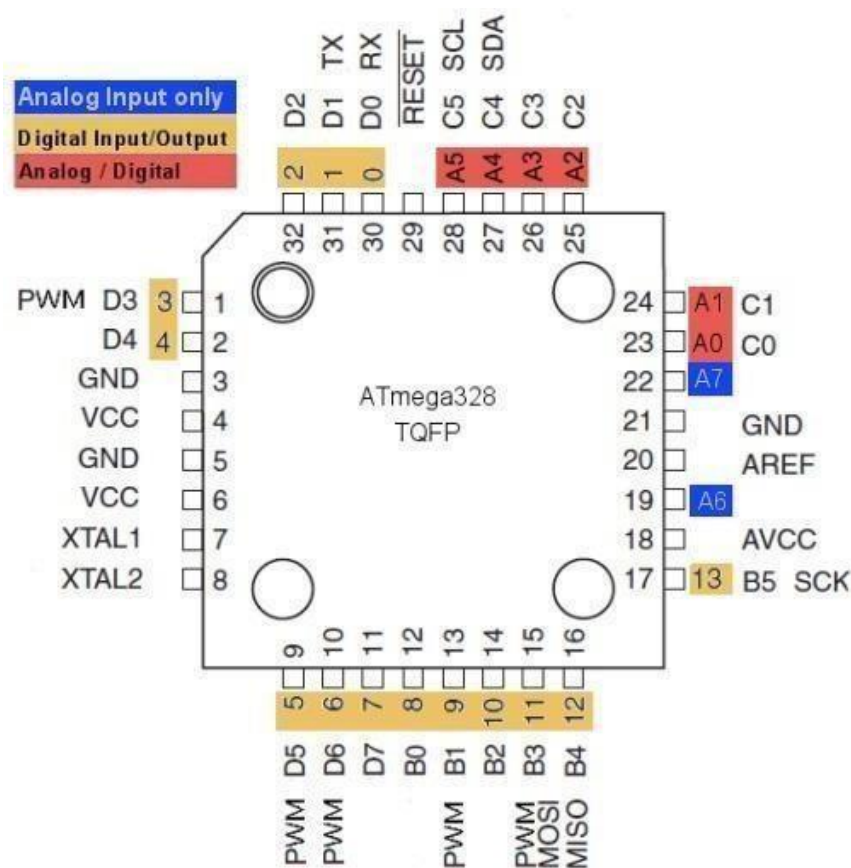 Analog Input only
Digital Input/Output
Analog / Digital
D2
D1 TX
D0 RX
RESET
C5 SCL
C4 SDA
C3
C2
2
1
0
A5
A4
A3
A2
32
31
30
29
28
27
26
25
PWM D3 3 1
D4 4 2
GND 3
VCC 4
GND 5
VCC 6
XTAL1 7
XTAL2 8
ATmega328
TQFP
24 A1 C1
23 A0 C0
22 A7
21 GND
20 AREF
19 A6
18 AVCC
17 13 B5 SCK
9
10
11
12
13
14
15
16
5
6
7
8
9
10
11
12
PWM D5
PWM D6
D7
B0
PWM B1
B2
PWM B3
MOSI
MISO B4